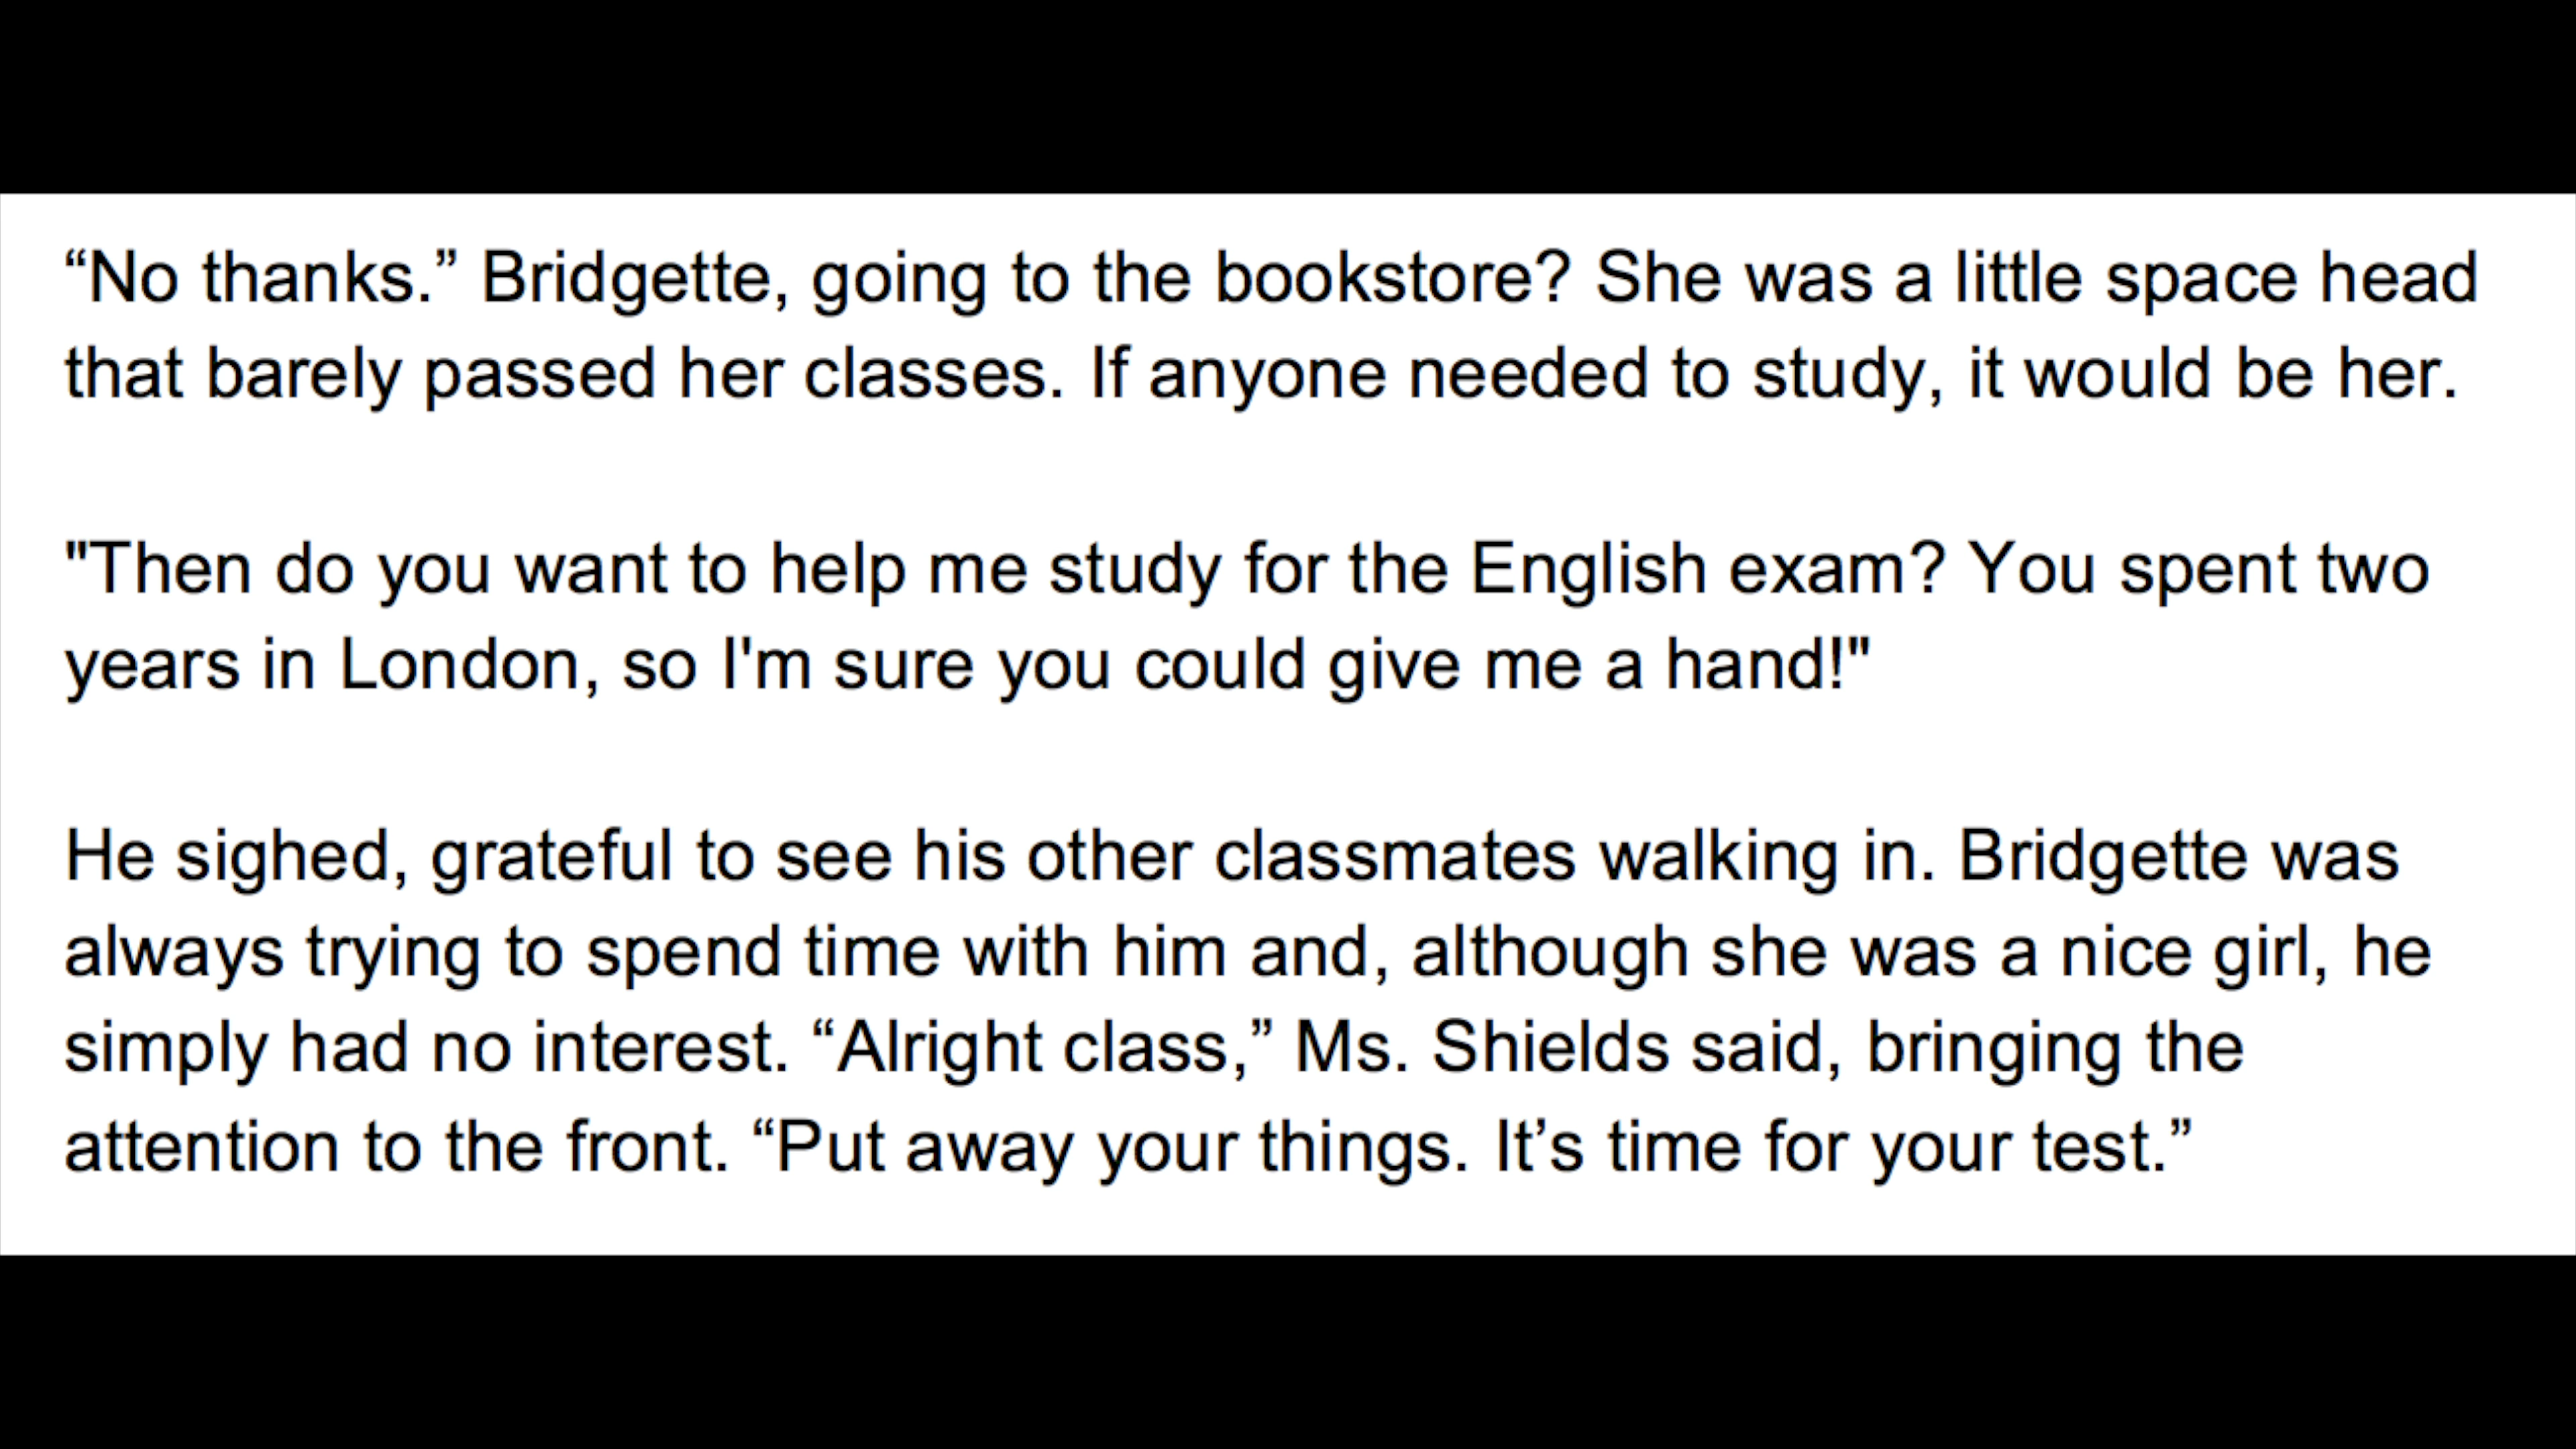 “No thanks.” Bridgette, going to the bookstore? She was a little space head
that barely passed her classes. If anyone needed to study, it would be her.
"Then do you want to help me study for the English exam? You spent two
years in London, so I'm sure you could give me a hand!"
He sighed, grateful to see his other classmates walking in. Bridgette was
always trying to spend time with him and, although she was a nice girl, he
simply had no interest. “Alright class,” Ms. Shields said, bringing the
attention to the front. “Put away your things. It’s time for your test.”